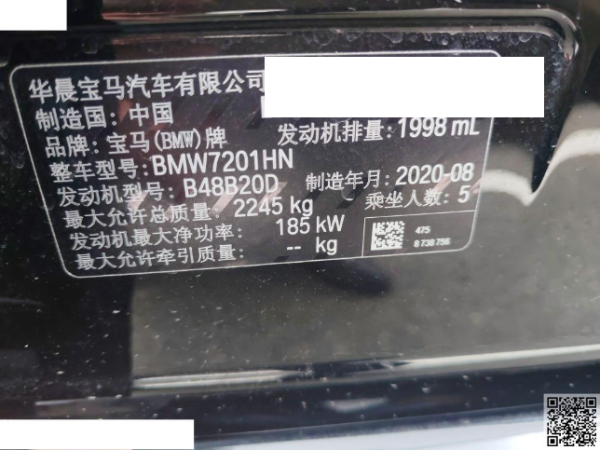 华晨宝马汽车有限公司
制造国：中国
品牌：宝马(BMW)牌 发动机排量：1998 mL
整车型号：BMW7201HN
发动机型号：B48B20D 制造年月：2020-08
最大允许总质量：2245 kg 乘坐人数：5
发动机最大净功率：185 kW
最大允许牵引质量：-- kg
475
8 738 756